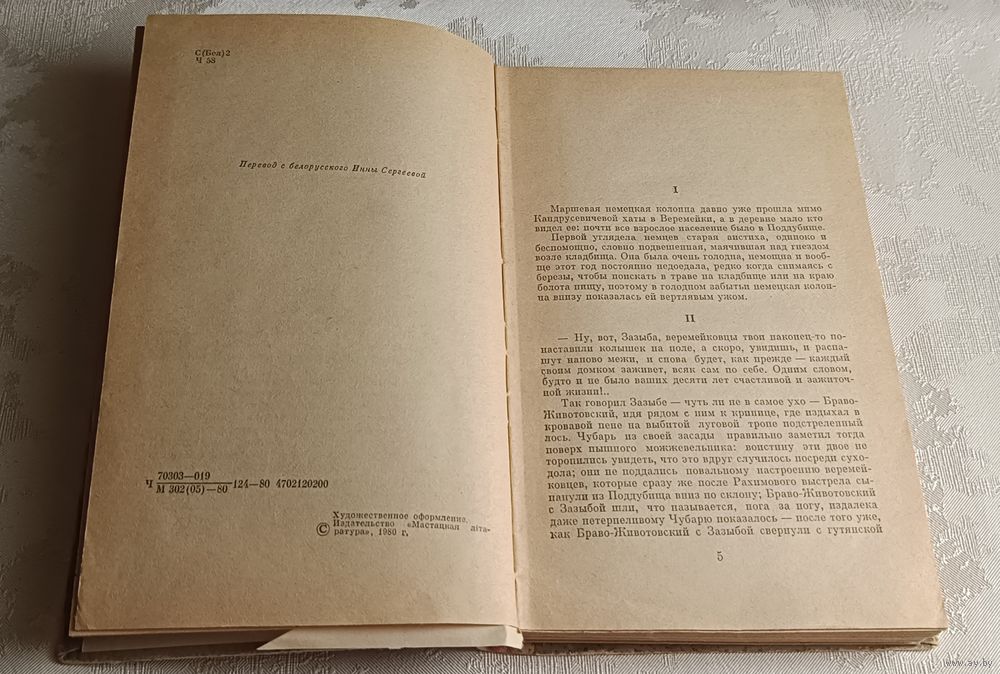 С(Бел)2
Ч 58
Перевод с белорусского Инны Сергеевой
Ч 70303—019 / М 302(05)—80 124—80 4702120200
© Художественное оформление.
Издательство «Мастацкая літа-
ратура», 1980 г.
I
Маршевая немецкая колонна давно уже прошла мимо
Кандрусевичевой хаты в Веремейки, а в деревне мало кто
видел ее: почти все взрослое население было в Поддубище.
Первой углядела немцев старая аистиха, одиноко и
беспомощно, словно подвешенная, маячившая над гнездом
возле кладбища. Она была очень голодна, немощна и вооб-
ще этот год постоянно недоедала, редко когда снимаясь с
березы, чтобы поискать в траве на кладбище или на краю
болота пищу, поэтому в голодном забытьи немецкая колон-
на внизу показалась ей вертлявым ужом.
II
— Ну, вот, Зазыба, веремейковцы твои наконец-то по-
наставили колышек на поле, а скоро, увидишь, и распа-
шут наново межи, и снова будет, как прежде — каждый
своим домком заживет, всяк сам по себе. Одним словом,
будто и не было ваших десяти лет счастливой и зажиточ-
ной жизни!..
Так говорил Зазыбе — чуть ли не в самое ухо — Браво-
Животовский, идя рядом с ним к кринице, где издыхал в
кровавой пене на выбитой луговой тропе подстреленный
лось. Чубарь из своей засады правильно заметил тогда
поверх пышного можжевельника: воистину эти двое не
торопились увидеть, что это вдруг случилось посреди сухо-
дола; они не поддались повальному настроению веремей-
ковцев, которые сразу же после Рахимового выстрела сы-
панули из Поддубища вниз по склону; Браво-Животовский
с Зазыбой шли, что называется, нога за ногу, издалека
даже нетерпеливому Чубарю показалось — после того уже,
как Браво-Животовский с Зазыбой свернули с гутянской
5
www.ay.by